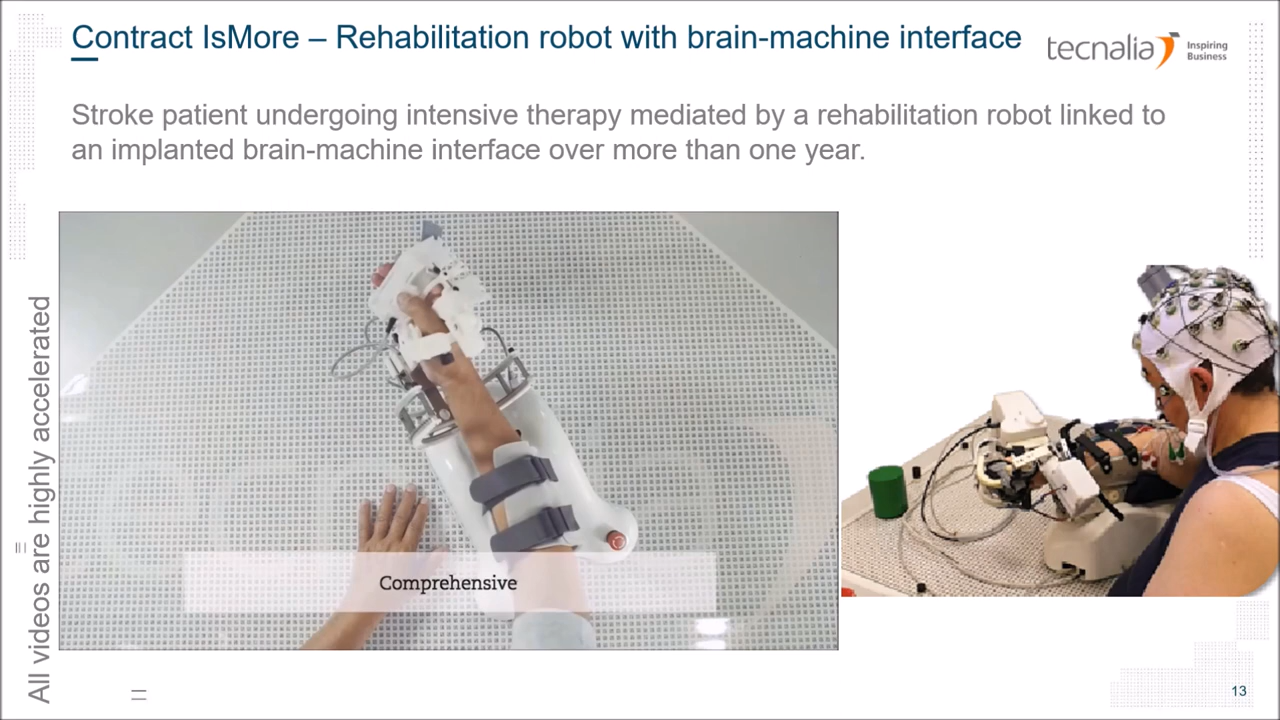 Contract IsMore – Rehabilitation robot with brain-machine interface
tecnalia
Inspiring
Business
Stroke patient undergoing intensive therapy mediated by a rehabilitation robot linked to
an implanted brain-machine interface over more than one year.
All videos are highly accelerated
Comprehensive
13